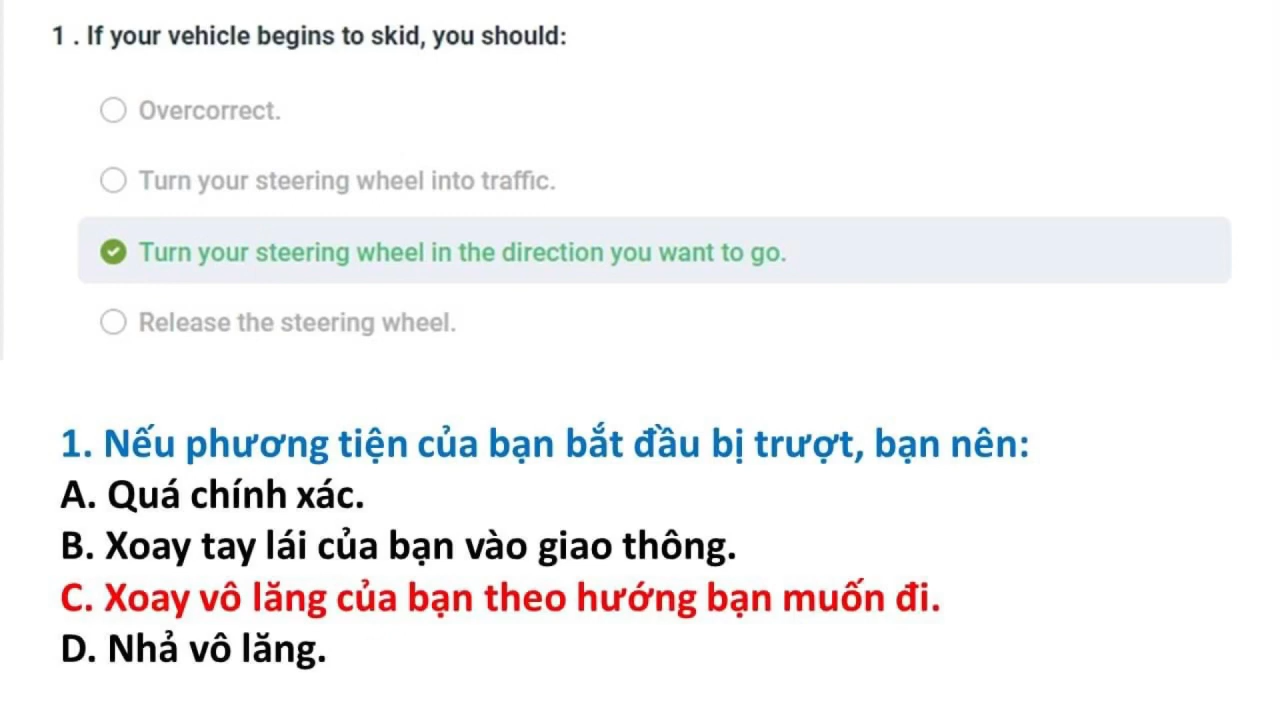 1 . If your vehicle begins to skid, you should:
Overcorrect.
Turn your steering wheel into traffic.
Turn your steering wheel in the direction you want to go.
Release the steering wheel.
1. Nếu phương tiện của bạn bắt đầu bị trượt, bạn nên:
A. Quá chính xác.
B. Xoay tay lái của bạn vào giao thông.
C. Xoay vô lăng của bạn theo hướng bạn muốn đi.
D. Nhả vô lăng.